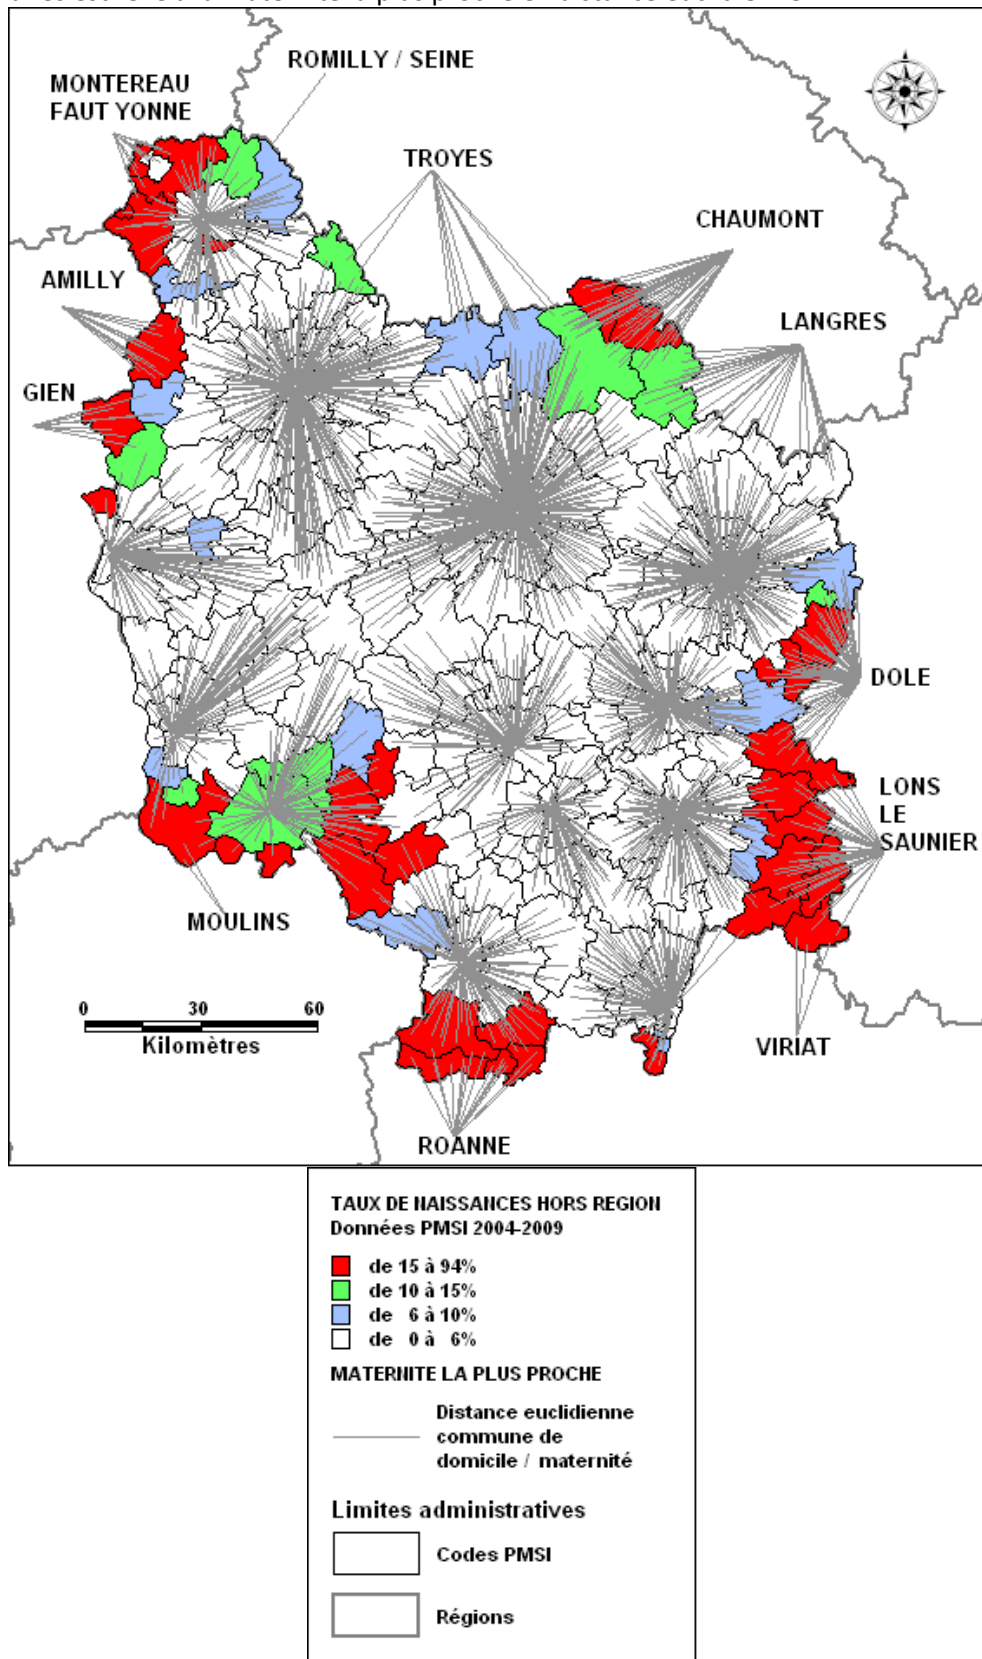 ROMILLY / SEINE
MONTEREAU
FAUT YONNE
TROYES
CHAUMONT
AMILLY
LANGRES
GIEN
DOLE
LONS
LE
SAUNIER
MOULINS
0 30 60
Kilomètres
VIRIAT
ROANNE
TAUX DE NAISSANCES HORS REGION
Données PMSI 2004-2009
de 15 à 94%
de 10 à 15%
de 6 à 10%
de 0 à 6%
MATERNITE LA PLUS PROCHE
Distance euclidienne
commune de
domicile / maternité
Limites administratives
Codes PMSI
Régions